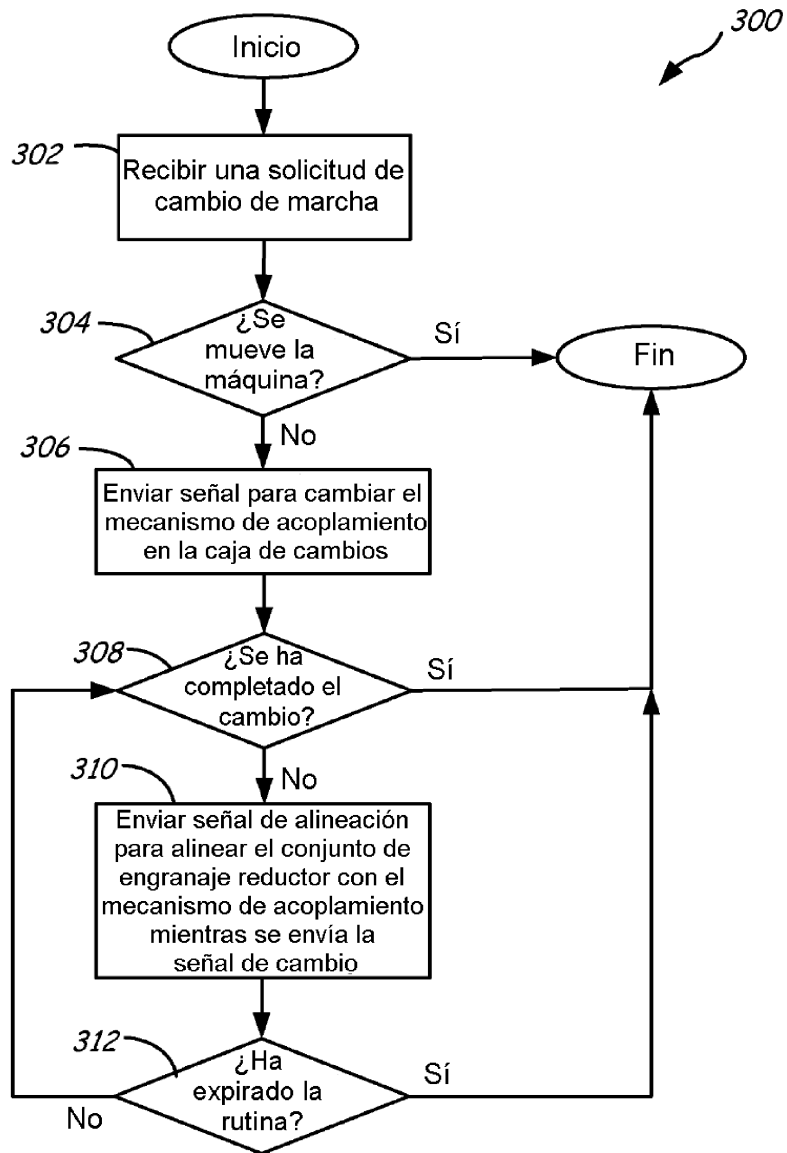 300
Inicio
302
Recibir una solicitud de
cambio de marcha
304
¿Se
mueve la
máquina?
Sí
Fin
No
306
Enviar señal para cambiar el
mecanismo de acoplamiento
en la caja de cambios
308
¿Se ha
completado el
cambio?
Sí
310
No
Enviar señal de alineación
para alinear el conjunto de
engranaje reductor con el
mecanismo de acoplamiento
mientras se envía la
señal de cambio
312
¿Ha
expirado la
rutina?
Sí
No